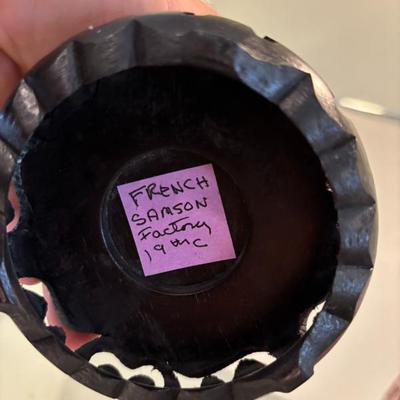 FRENCH
SAMSON
Factory
19th C